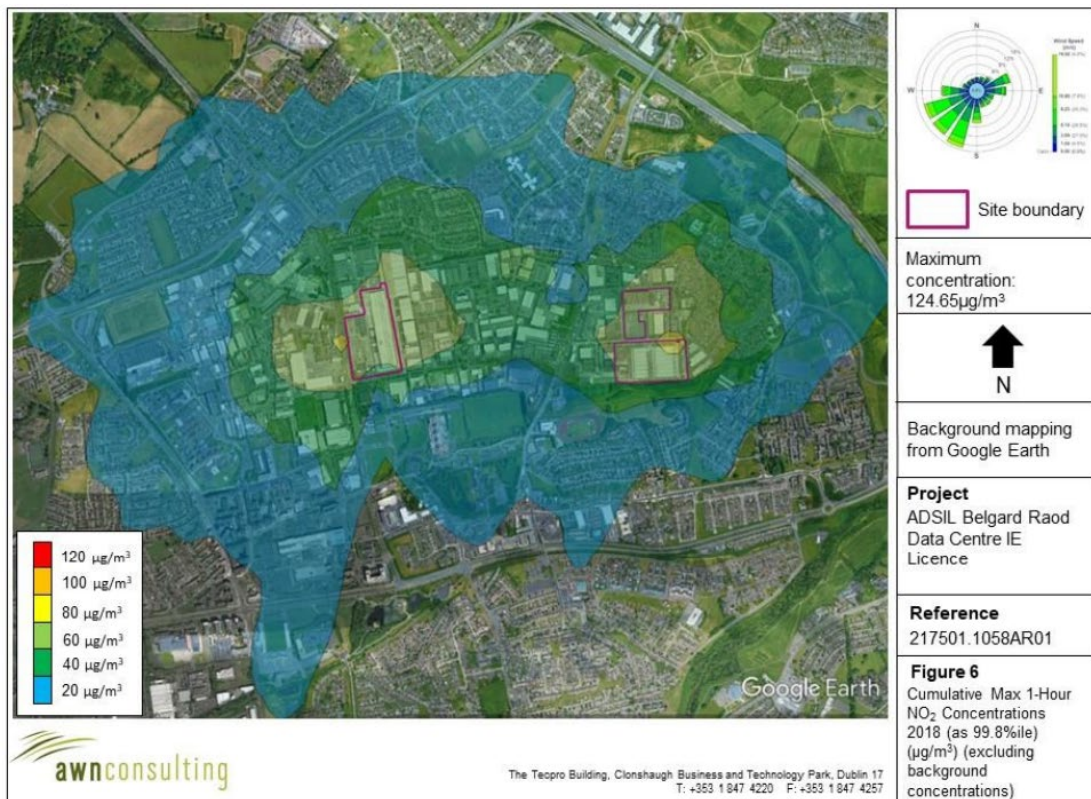 N
W
E
S
Wind Speed
Site boundary
Maximum
concentration:
124.65µg/m³
N
Background mapping
from Google Earth
Project
ADSIL Belgard Raod
Data Centre IE
Licence
Reference
217501.1058AR01
Figure 6
Cumulative Max 1-Hour
NO₂ Concentrations
2018 (as 99.8%ile)
(µg/m³) (excluding
background
concentrations)
120 µg/m³
100 µg/m³
80 µg/m³
60 µg/m³
40 µg/m³
20 µg/m³
Google Earth
awnconsulting
The Tecpro Building, Clonshaugh Business and Technology Park, Dublin 17
T: +353 1 847 4220 F: +353 1 847 4257